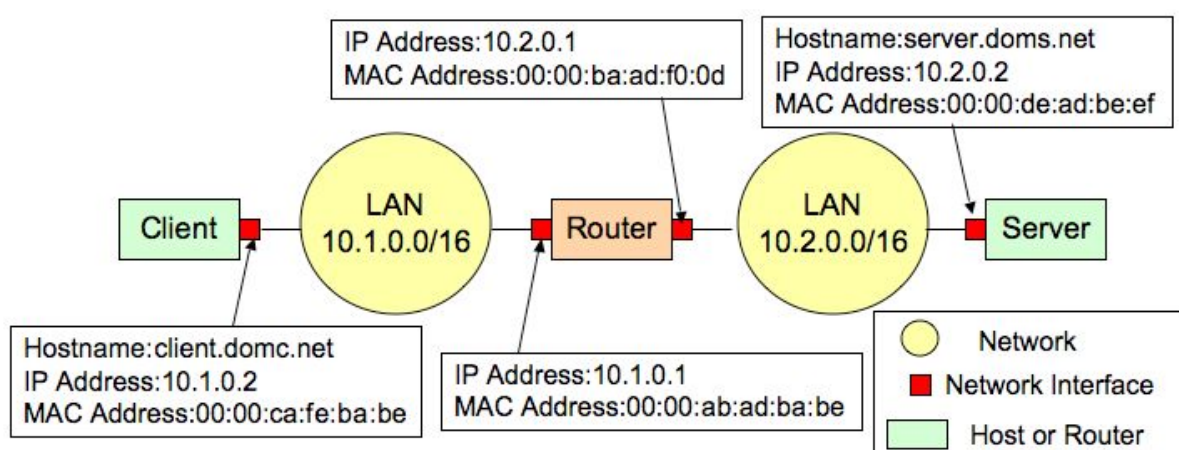 IP Address:10.2.0.1
MAC Address:00:00:ba:ad:f0:0d
Hostname:server.doms.net
IP Address:10.2.0.2
MAC Address:00:00:de:ad:be:ef
Client
LAN
10.1.0.0/16
Router
LAN
10.2.0.0/16
Server
Hostname:client.domc.net
IP Address:10.1.0.2
MAC Address:00:00:ca:fe:ba:be
IP Address:10.1.0.1
MAC Address:00:00:ab:ad:ba:be
Network
Network Interface
Host or Router